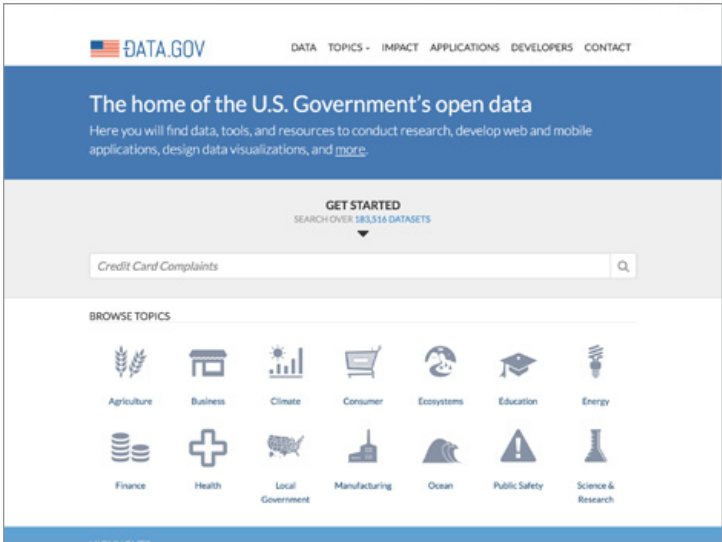 DATA.GOV
DATA TOPICS - IMPACT APPLICATIONS DEVELOPERS CONTACT
The home of the U.S. Government's open data
Here you will find data, tools, and resources to conduct research, develop web and mobile
applications, design data visualizations, and more.
GET STARTED
SEARCH OVER 183,516 DATASETS
Credit Card Complaints
BROWSE TOPICS
Agriculture Business Climate Consumer Ecosystems Education Energy
Finance Health Local Manufacturing Ocean Public Safety Science &
Government Research